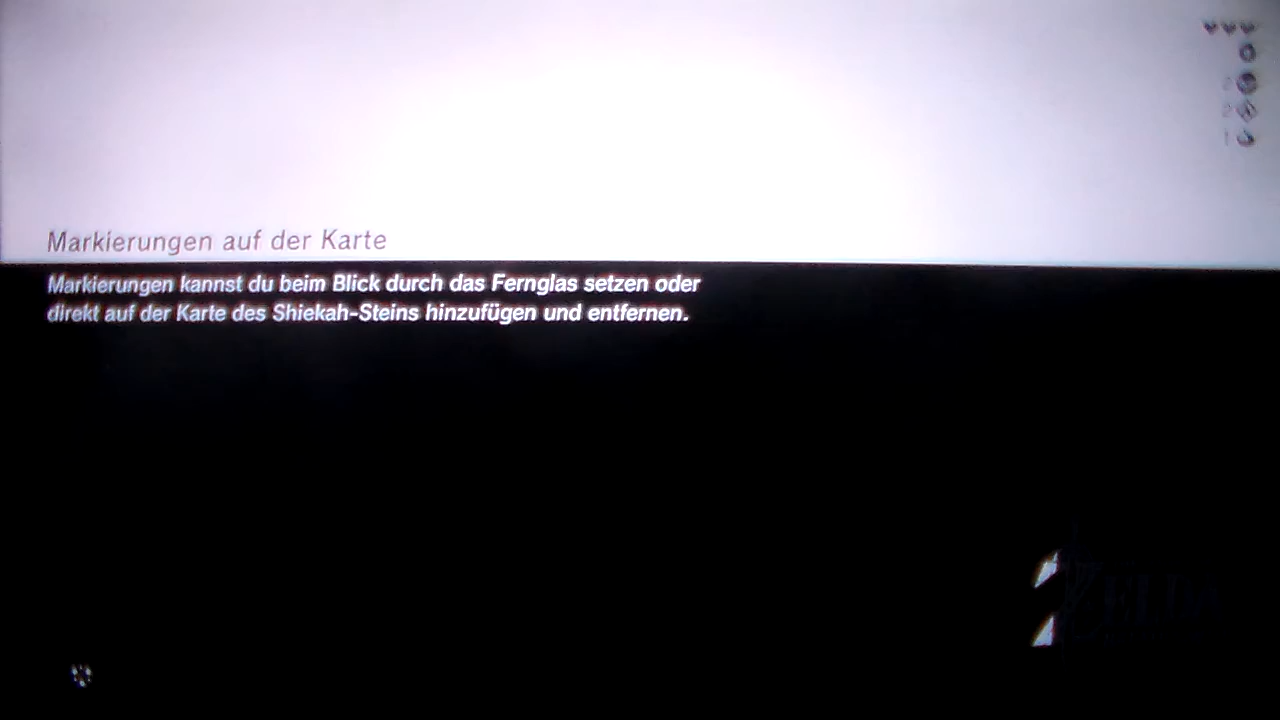 Markierungen auf der Karte
Markierungen kannst du beim Blick durch das Fernglas setzen oder
direkt auf der Karte des Shiekah-Steins hinzufügen und entfernen.